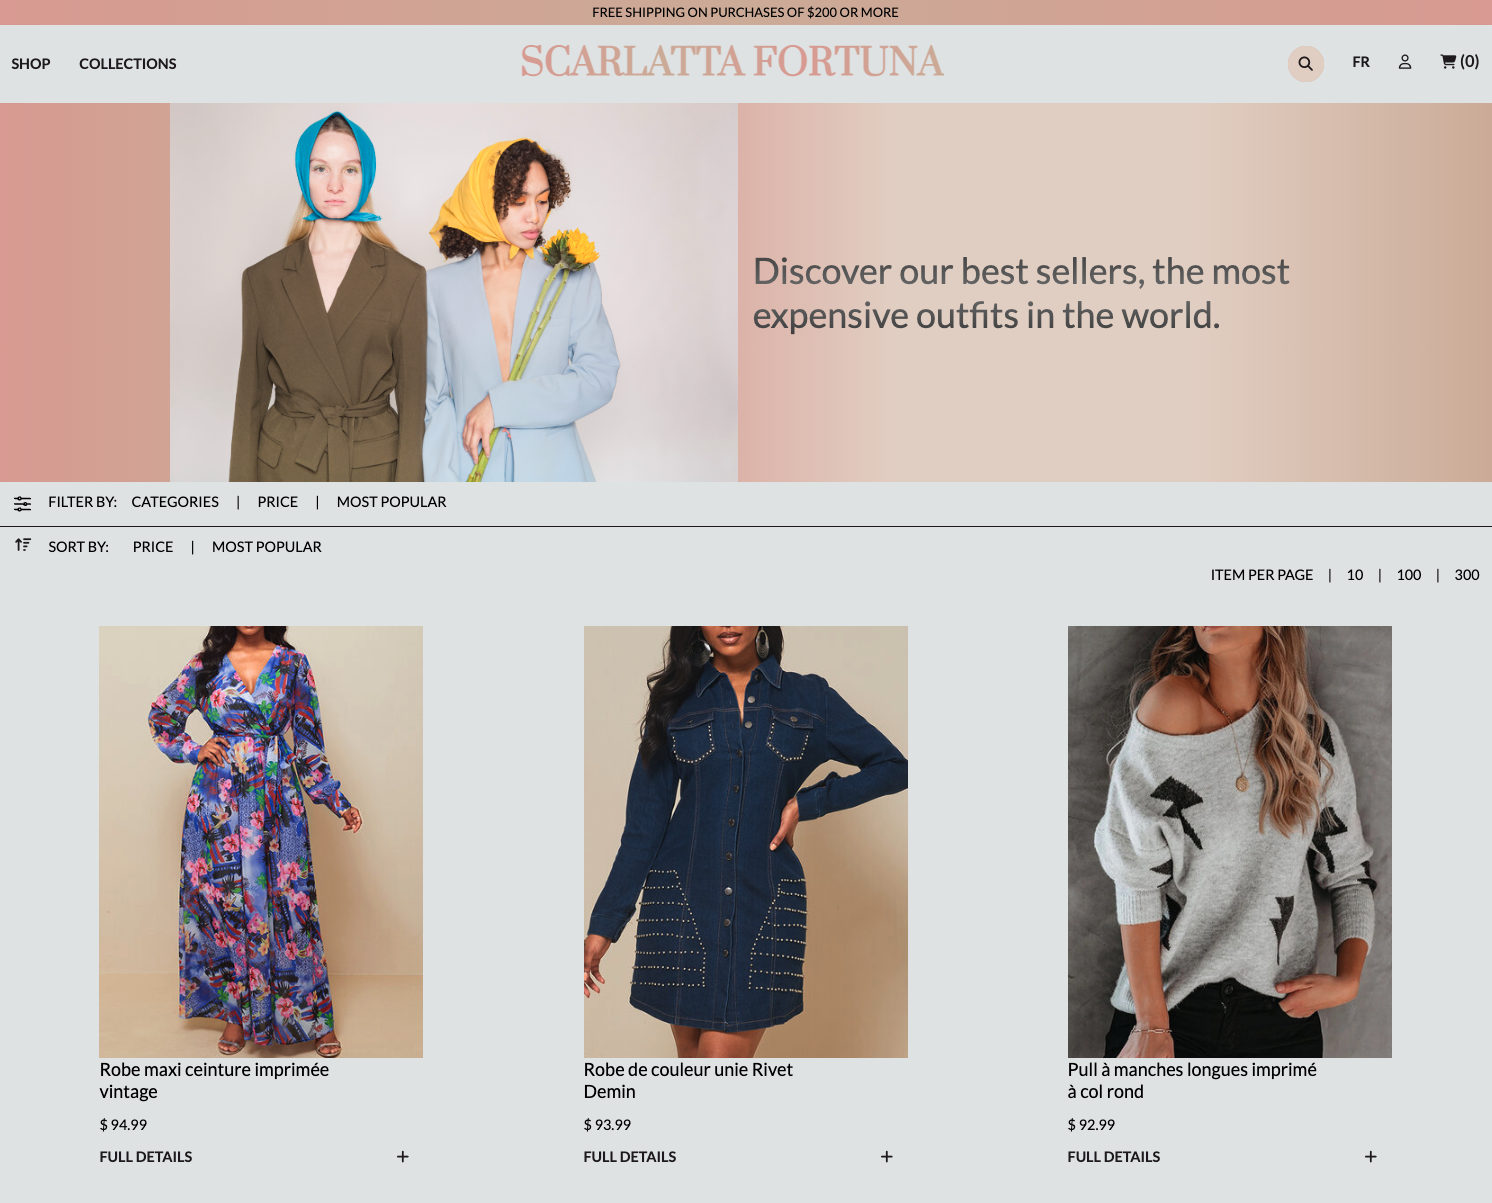 FREE SHIPPING ON PURCHASES OF $200 OR MORE
SHOP COLLECTIONS SCARLATTA FORTUNA FR (0)
Discover our best sellers, the most
expensive outfits in the world.
FILTER BY: CATEGORIES | PRICE | MOST POPULAR
SORT BY: PRICE | MOST POPULAR
ITEM PER PAGE | 10 | 100 | 300
Robe maxi ceinture imprimée
vintage
$ 94.99
FULL DETAILS +
Robe de couleur unie Rivet
Demin
$ 93.99
FULL DETAILS +
Pull à manches longues imprimé
à col rond
$ 92.99
FULL DETAILS +